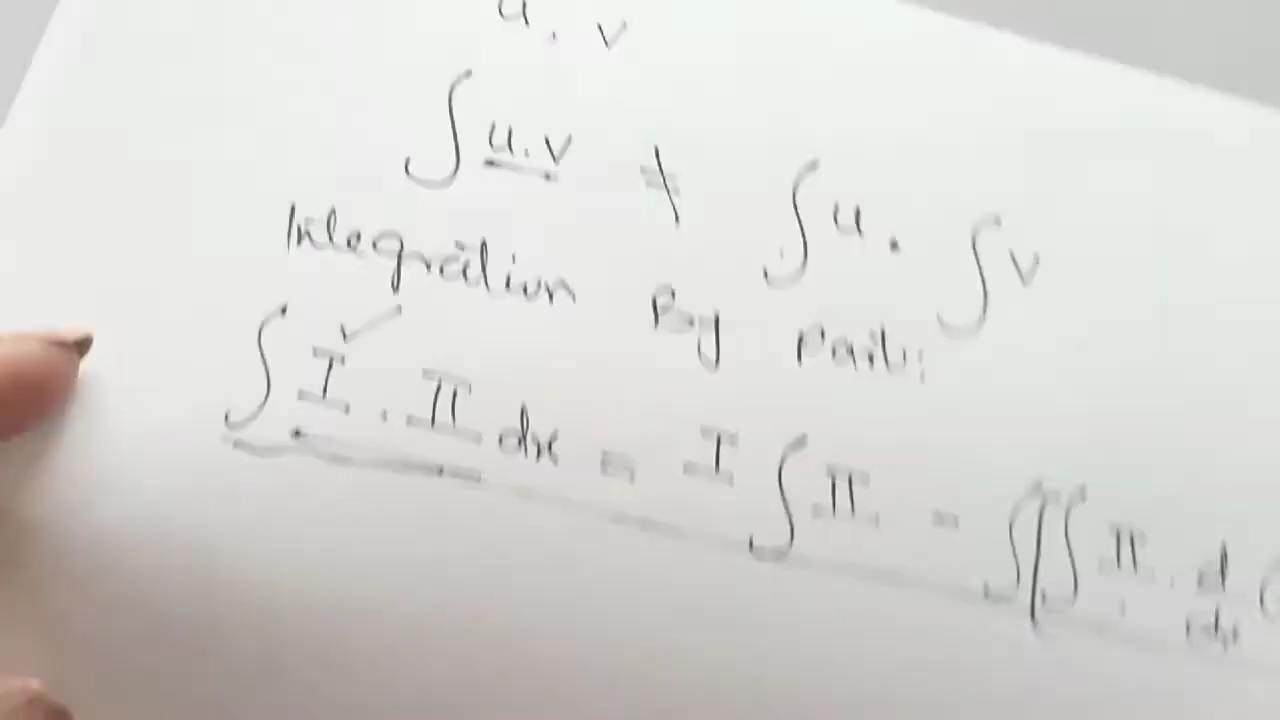 u . v
∫ u.v ≠ ∫ u . ∫ v
Integration By Parts:
∫ I . II dx = I ∫ II - ∫ [ ∫ II . d/dx (